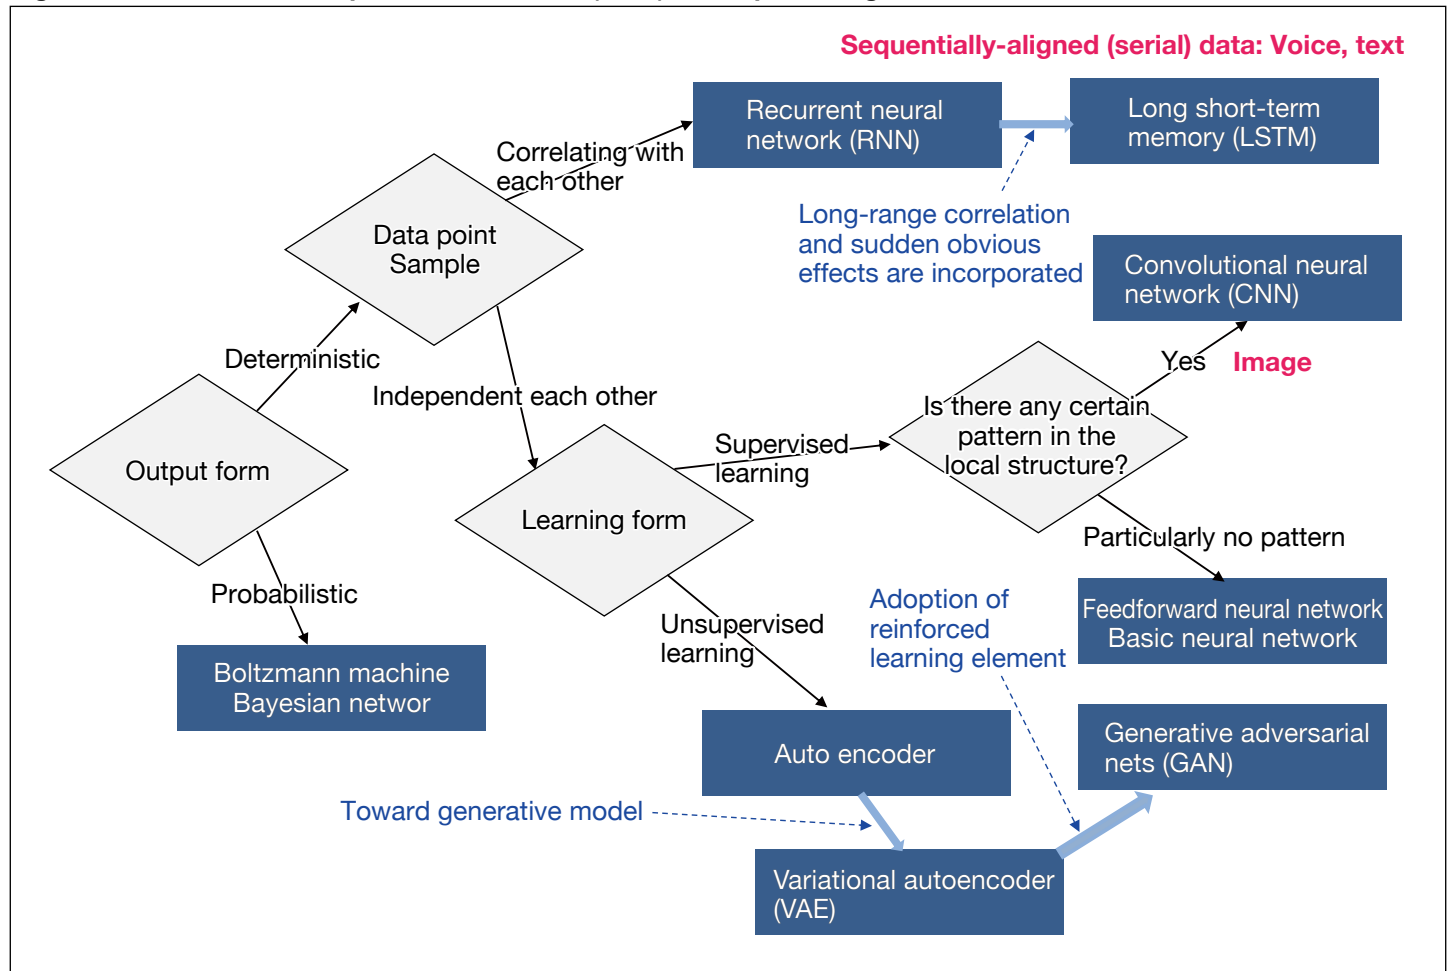 Sequentially-aligned (serial) data: Voice, text
Recurrent neural
network (RNN)
Long short-term
memory (LSTM)
Correlating with
each other
Long-range correlation
and sudden obvious
effects are incorporated
Data point
Sample
Convolutional neural
network (CNN)
Deterministic
Yes
Image
Independent each other
Is there any certain
pattern in the
local structure?
Supervised
learning
Output form
Learning form
Particularly no pattern
Probabilistic
Feedforward neural network
Basic neural network
Unsupervised
learning
Adoption of
reinforced
learning element
Boltzmann machine
Bayesian networ
Auto encoder
Generative adversarial
nets (GAN)
Toward generative model
Variational autoencoder
(VAE)